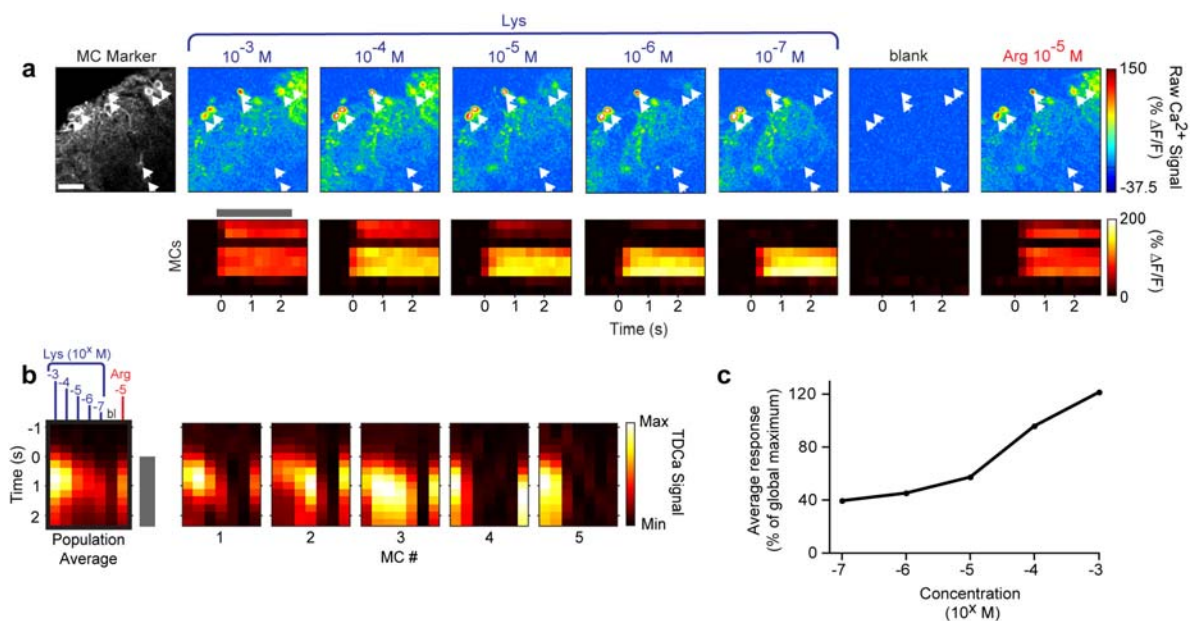 Lys
a
MC Marker
10-3 M
10-4 M
10-5 M
10-6 M
10-7 M
blank
Arg 10-5 M
150
-37.5
Raw Ca2+ Signal
(% ΔF/F)
MCs
0 1 2
0 1 2
0 1 2
0 1 2
0 1 2
0 1 2
0 1 2
200
0
(% ΔF/F)
Time (s)
b
Lys (10x M)
-3
-4
-5
-6
-7
bl
Arg
-5
Time (s)
-1
0
1
2
Population
Average
1 2 3 4 5
MC #
Max
Min
TDCa Signal
c
Average response
(% of global maximum)
120
80
40
0
-7 -6 -5 -4 -3
Concentration
(10x M)